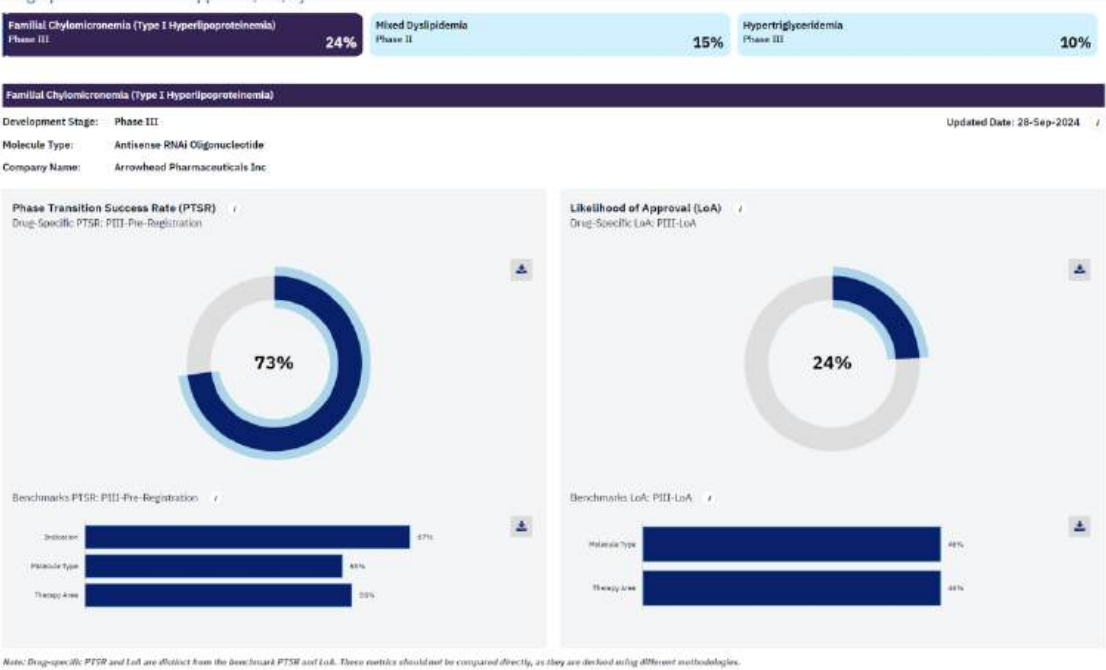 Familial Chylomicronemia (Type I Hyperlipoproteinemia)
Phase III
24%
Mixed Dyslipidemia
Phase II
15%
Hypertriglyceridemia
Phase III
10%
Familial Chylomicronemia (Type I Hyperlipoproteinemia)
Development Stage: Phase III
Updated Date: 28-Sep-2024 i
Molecule Type: Antisense RNAi Oligonucleotide
Company Name: Arrowhead Pharmaceuticals Inc
Phase Transition Success Rate (PTSR) i
Drug-Specific PTSR: PIII-Pre-Registration
73%
Benchmarks PTSR: PIII-Pre-Registration i
Indication 67%
Molecule Type
Therapy Area 55%
Likelihood of Approval (LoA) i
Drug-Specific LoA: PIII-LoA
24%
Benchmarks LoA: PIII-LoA i
Molecule Type
Therapy Area
Note: Drug-specific PTSR and LoA are distinct from the benchmark PTSR and LoA. These metrics should not be compared directly, as they are derived using different methodologies.